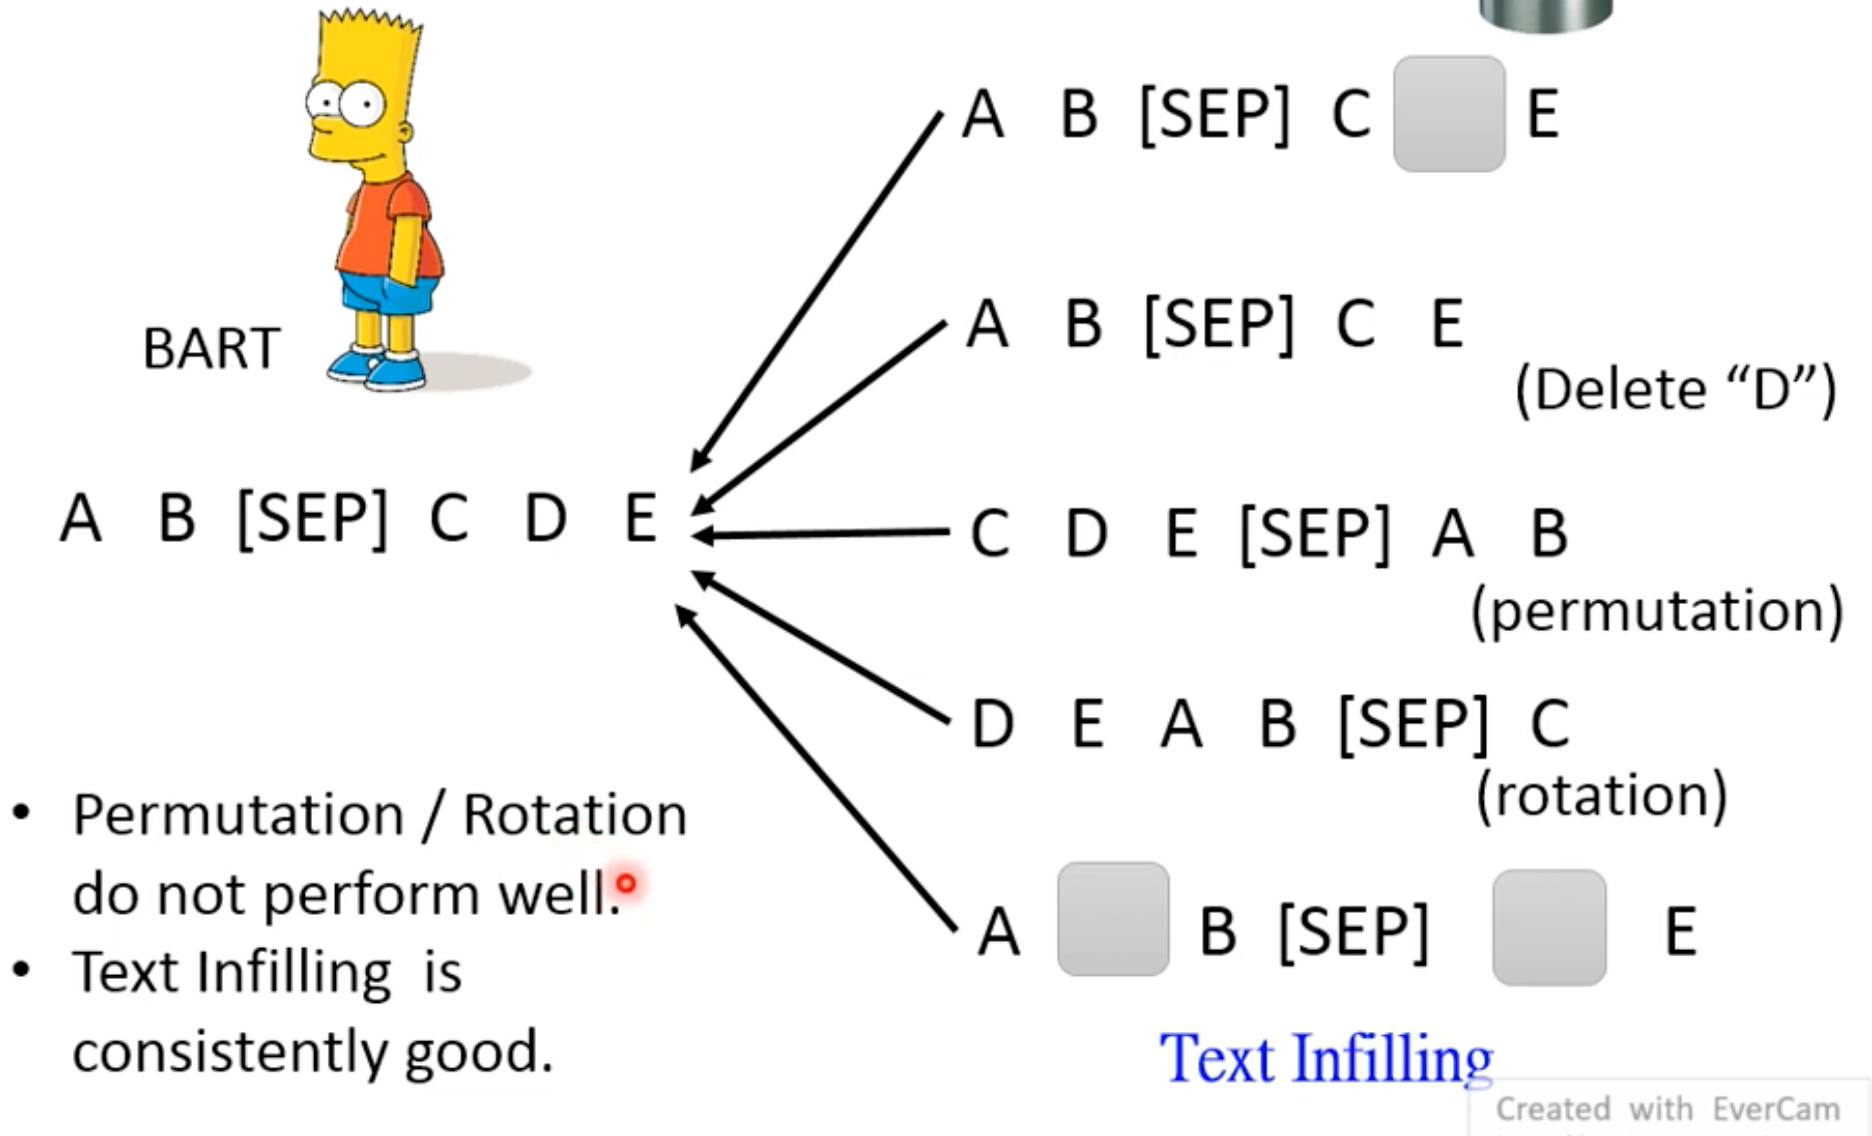 A B [SEP] C E
A B [SEP] C E
(Delete “D”)
BART
A B [SEP] C D E
C D E [SEP] A B
(permutation)
D E A B [SEP] C
(rotation)
• Permutation / Rotation
do not perform well.
• Text Infilling is
consistently good.
A B [SEP] E
Text Infilling
Created with EverCam